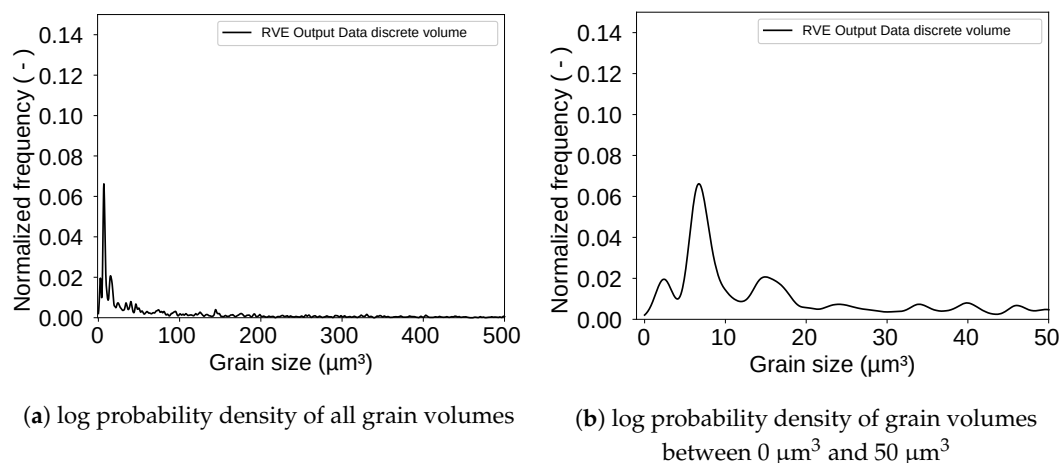 RVE Output Data discrete volume
Normalized frequency ( - )
0.14
0.12
0.10
0.08
0.06
0.04
0.02
0.00
0 100 200 300 400 500
Grain size (µm³)
(a) log probability density of all grain volumes
RVE Output Data discrete volume
Normalized frequency ( - )
0.14
0.12
0.10
0.08
0.06
0.04
0.02
0.00
0 10 20 30 40 50
Grain size (µm³)
(b) log probability density of grain volumes
between 0 µm³ and 50 µm³